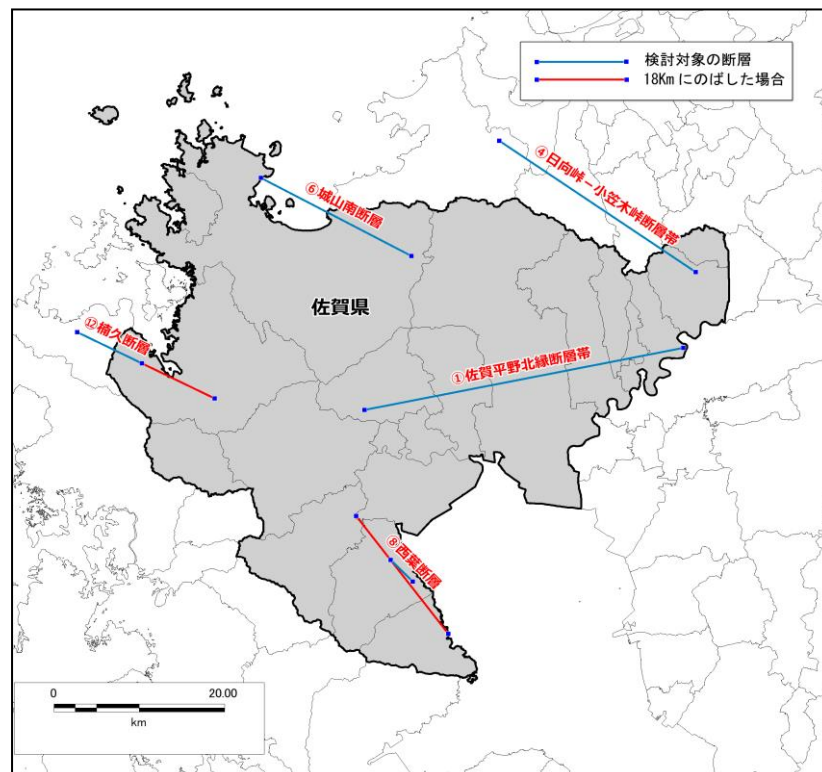 検討対象の断層
18Kmにのばした場合
④日向峠－小笠木峠断層帯
⑥城山南断層
佐賀県
⑫楠久断層
①佐賀平野北縁断層帯
⑧西葉断層
0 20.00
km